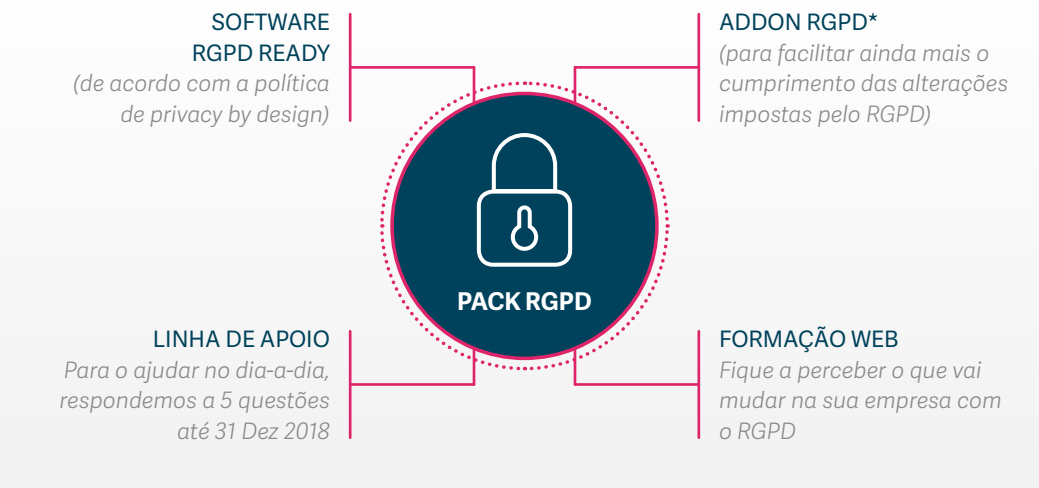 SOFTWARE
RGPD READY
(de acordo com a política
de privacy by design)
ADDON RGPD*
(para facilitar ainda mais o
cumprimento das alterações
impostas pelo RGPD)
PACK RGPD
LINHA DE APOIO
Para o ajudar no dia-a-dia,
respondemos a 5 questões
até 31 Dez 2018
FORMAÇÃO WEB
Fique a perceber o que vai
mudar na sua empresa com
o RGPD